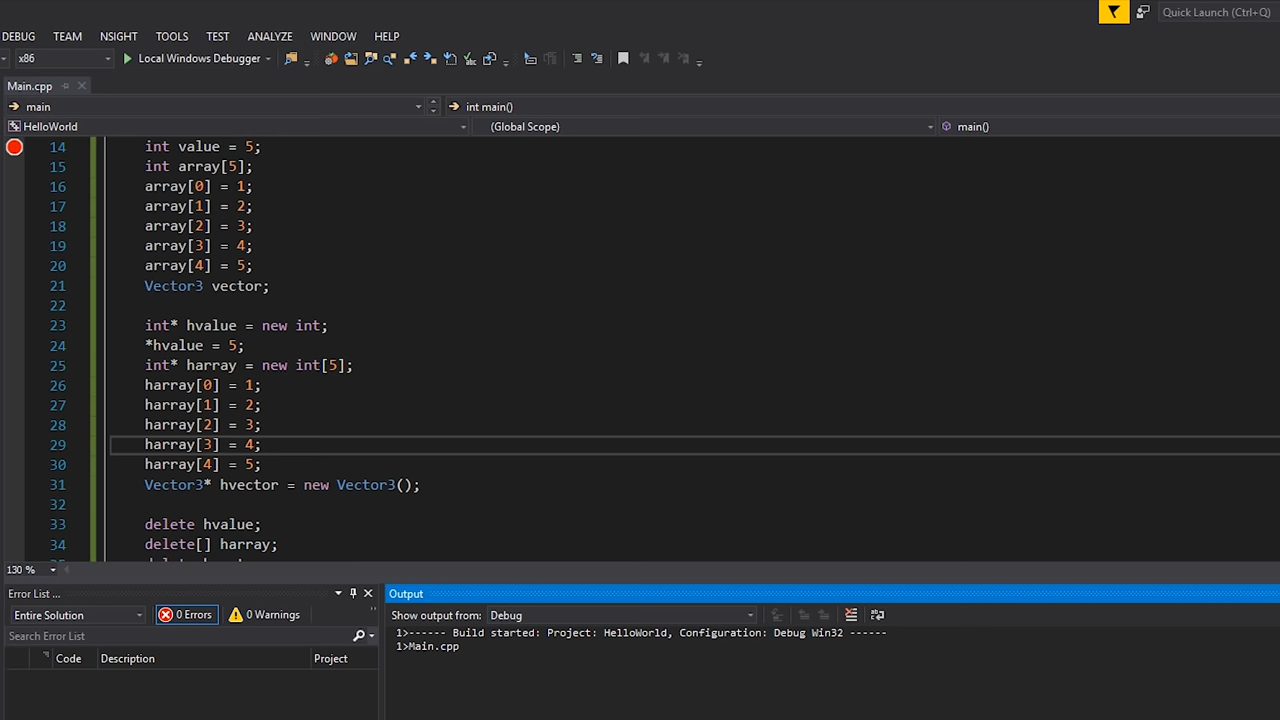 Quick Launch (Ctrl+Q)
DEBUG TEAM NSIGHT TOOLS TEST ANALYZE WINDOW HELP
x86 Local Windows Debugger
Main.cpp
main int main()
HelloWorld (Global Scope) main()
14 int value = 5;
15 int array[5];
16 array[0] = 1;
17 array[1] = 2;
18 array[2] = 3;
19 array[3] = 4;
20 array[4] = 5;
21 Vector3 vector;
22
23 int* hvalue = new int;
24 *hvalue = 5;
25 int* harray = new int[5];
26 harray[0] = 1;
27 harray[1] = 2;
28 harray[2] = 3;
29 harray[3] = 4;
30 harray[4] = 5;
31 Vector3* hvector = new Vector3();
32
33 delete hvalue;
34 delete[] harray;
130 %
Error List ... Output
Entire Solution 0 Errors 0 Warnings Show output from: Debug
Search Error List 1>------ Build started: Project: HelloWorld, Configuration: Debug Win32 ------
1>Main.cpp
Code Description Project